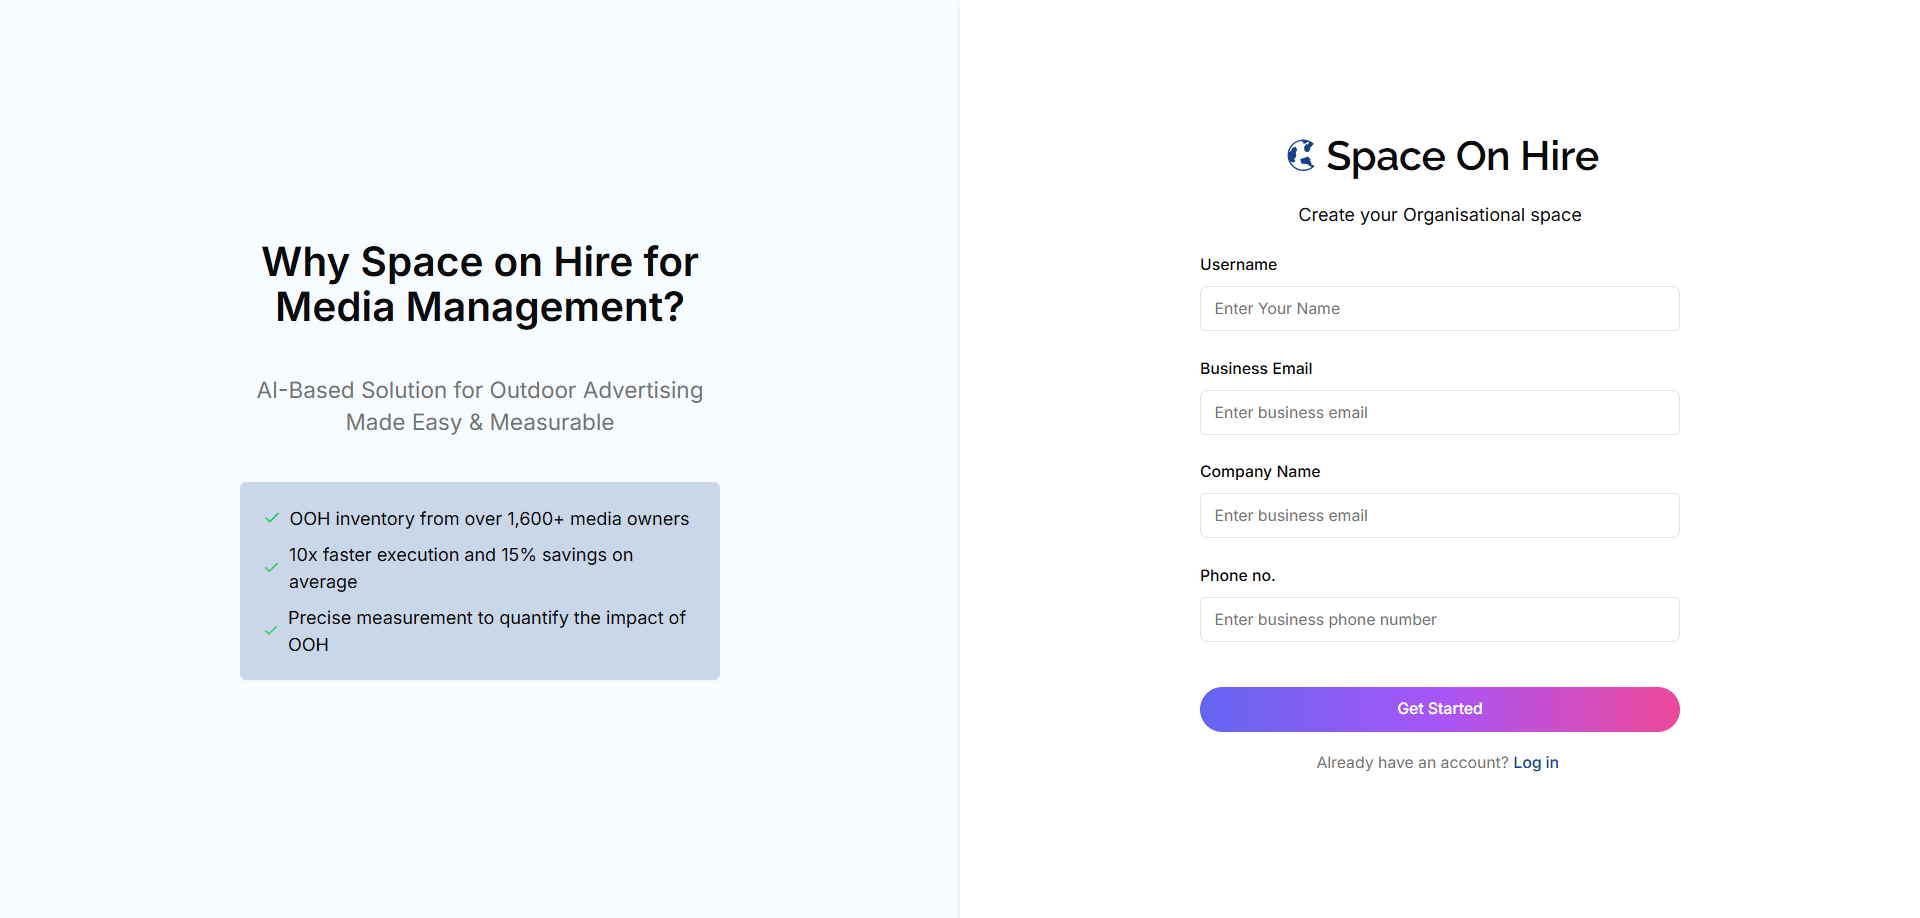 Why Space on Hire for
Media Management?
AI-Based Solution for Outdoor Advertising
Made Easy & Measurable
OOH inventory from over 1,600+ media owners
10x faster execution and 15% savings on
average
Precise measurement to quantify the impact of
OOH
Space On Hire
Create your Organisational space
Username
Enter Your Name
Business Email
Enter business email
Company Name
Enter business email
Phone no.
Enter business phone number
Get Started
Already have an account? Log in